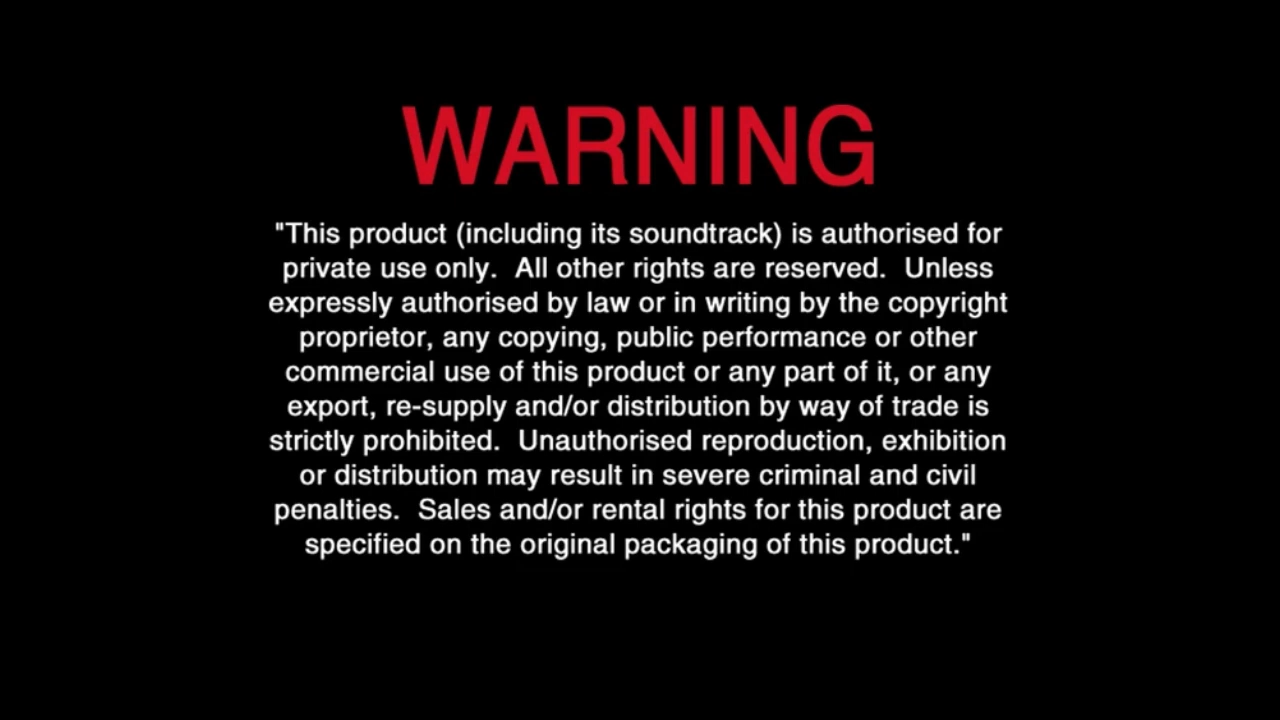 WARNING
"This product (including its soundtrack) is authorised for
private use only.  All other rights are reserved.  Unless
expressly authorised by law or in writing by the copyright
proprietor, any copying, public performance or other
commercial use of this product or any part of it, or any
export, re-supply and/or distribution by way of trade is
strictly prohibited.  Unauthorised reproduction, exhibition
or distribution may result in severe criminal and civil
penalties.  Sales and/or rental rights for this product are
specified on the original packaging of this product."